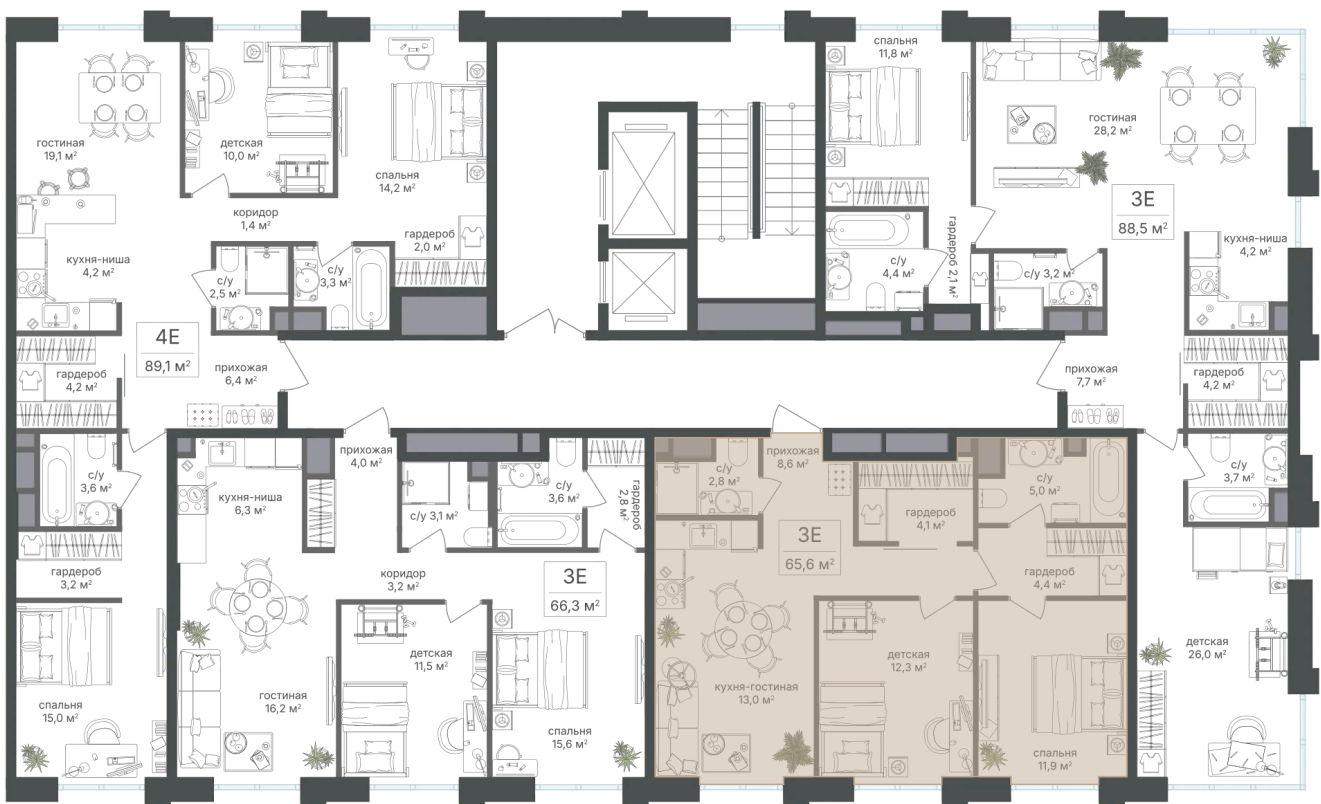 гостиная
19,1 м²
детская
10,0 м²
спальня
14,2 м²
коридор
1,4 м²
гардероб
2,0 м²
кухня-ниша
4,2 м²
с/у
2,5 м²
с/у
3,3 м²
4Е
89,1 м²
гардероб
4,2 м²
прихожая
6,4 м²
с/у
3,6 м²
гардероб
3,2 м²
спальня
15,0 м²
спальня
11,8 м²
гостиная
28,2 м²
3Е
88,5 м²
с/у
4,4 м²
гардероб 2,1 м²
с/у 3,2 м²
кухня-ниша
4,2 м²
прихожая
7,7 м²
гардероб
4,2 м²
с/у
3,7 м²
детская
26,0 м²
прихожая
4,0 м²
кухня-ниша
6,3 м²
с/у 3,1 м²
с/у
3,6 м²
гардероб
2,8 м²
коридор
3,2 м²
3Е
66,3 м²
детская
11,5 м²
гостиная
16,2 м²
спальня
15,6 м²
с/у
2,8 м²
прихожая
8,6 м²
гардероб
4,1 м²
с/у
5,0 м²
3Е
65,6 м²
гардероб
4,4 м²
кухня-гостиная
13,0 м²
детская
12,3 м²
спальня
11,9 м²